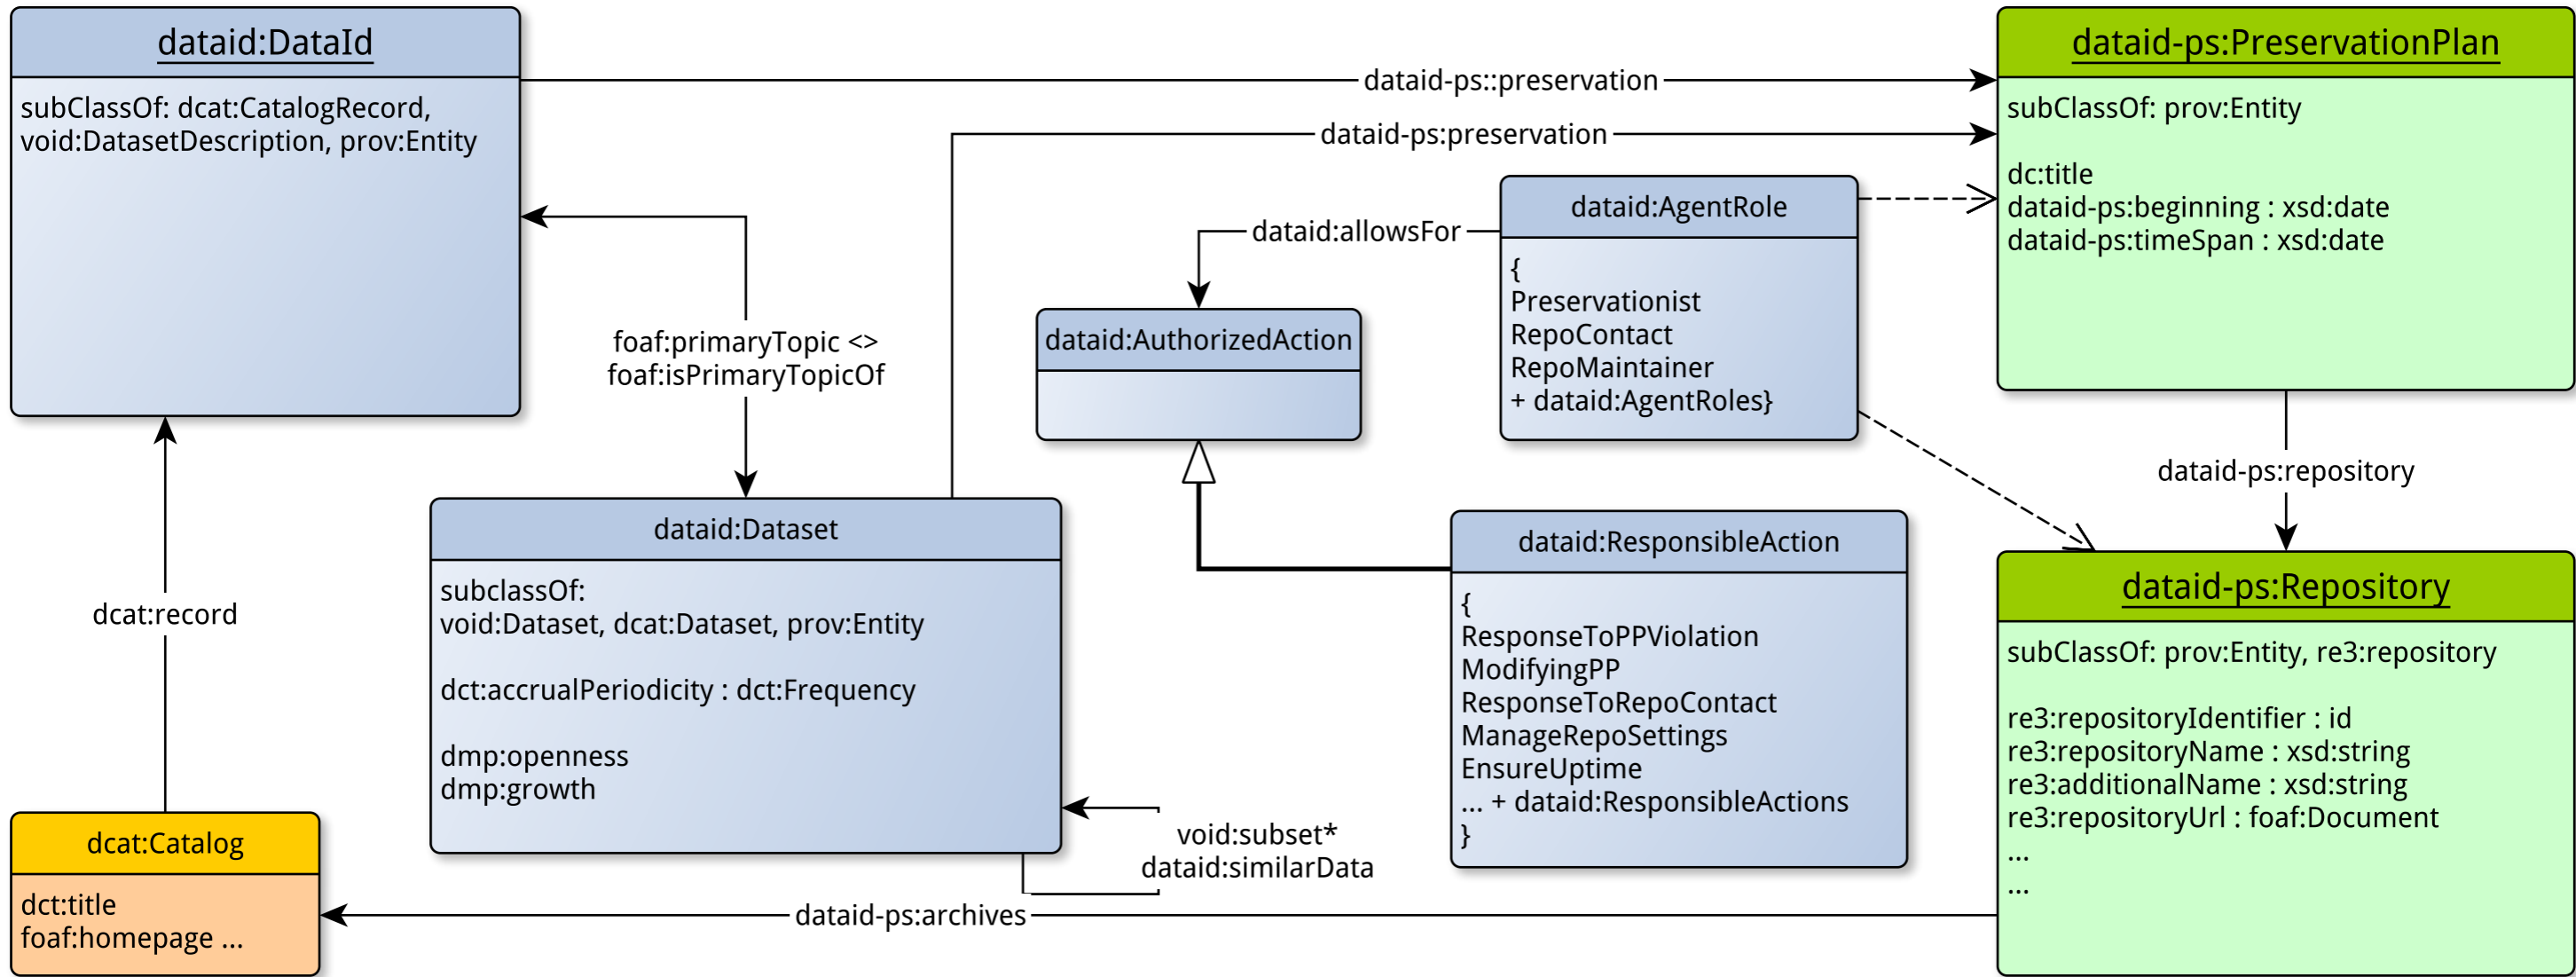 dataid:DataId
subClassOf: dcat:CatalogRecord,
void:DatasetDescription, prov:Entity
dataid-ps::preservation
dataid-ps:preservation
dataid-ps:PreservationPlan
subClassOf: prov:Entity
dc:title
dataid-ps:beginning : xsd:date
dataid-ps:timeSpan : xsd:date
dataid:AgentRole
{
Preservationist
RepoContact
RepoMaintainer
+ dataid:AgentRoles}
dataid:allowsFor
dataid:AuthorizedAction
foaf:primaryTopic <>
foaf:isPrimaryTopicOf
dataid-ps:repository
dataid:Dataset
subclassOf:
void:Dataset, dcat:Dataset, prov:Entity
dct:accrualPeriodicity : dct:Frequency
dmp:openness
dmp:growth
dataid:ResponsibleAction
{
ResponseToPPViolation
ModifyingPP
ResponseToRepoContact
ManageRepoSettings
EnsureUptime
... + dataid:ResponsibleActions
}
dataid-ps:Repository
subClassOf: prov:Entity, re3:repository
re3:repositoryIdentifier : id
re3:repositoryName : xsd:string
re3:additionalName : xsd:string
re3:repositoryUrl : foaf:Document
...
...
dcat:record
void:subset*
dataid:similarData
dcat:Catalog
dct:title
foaf:homepage ...
dataid-ps:archives